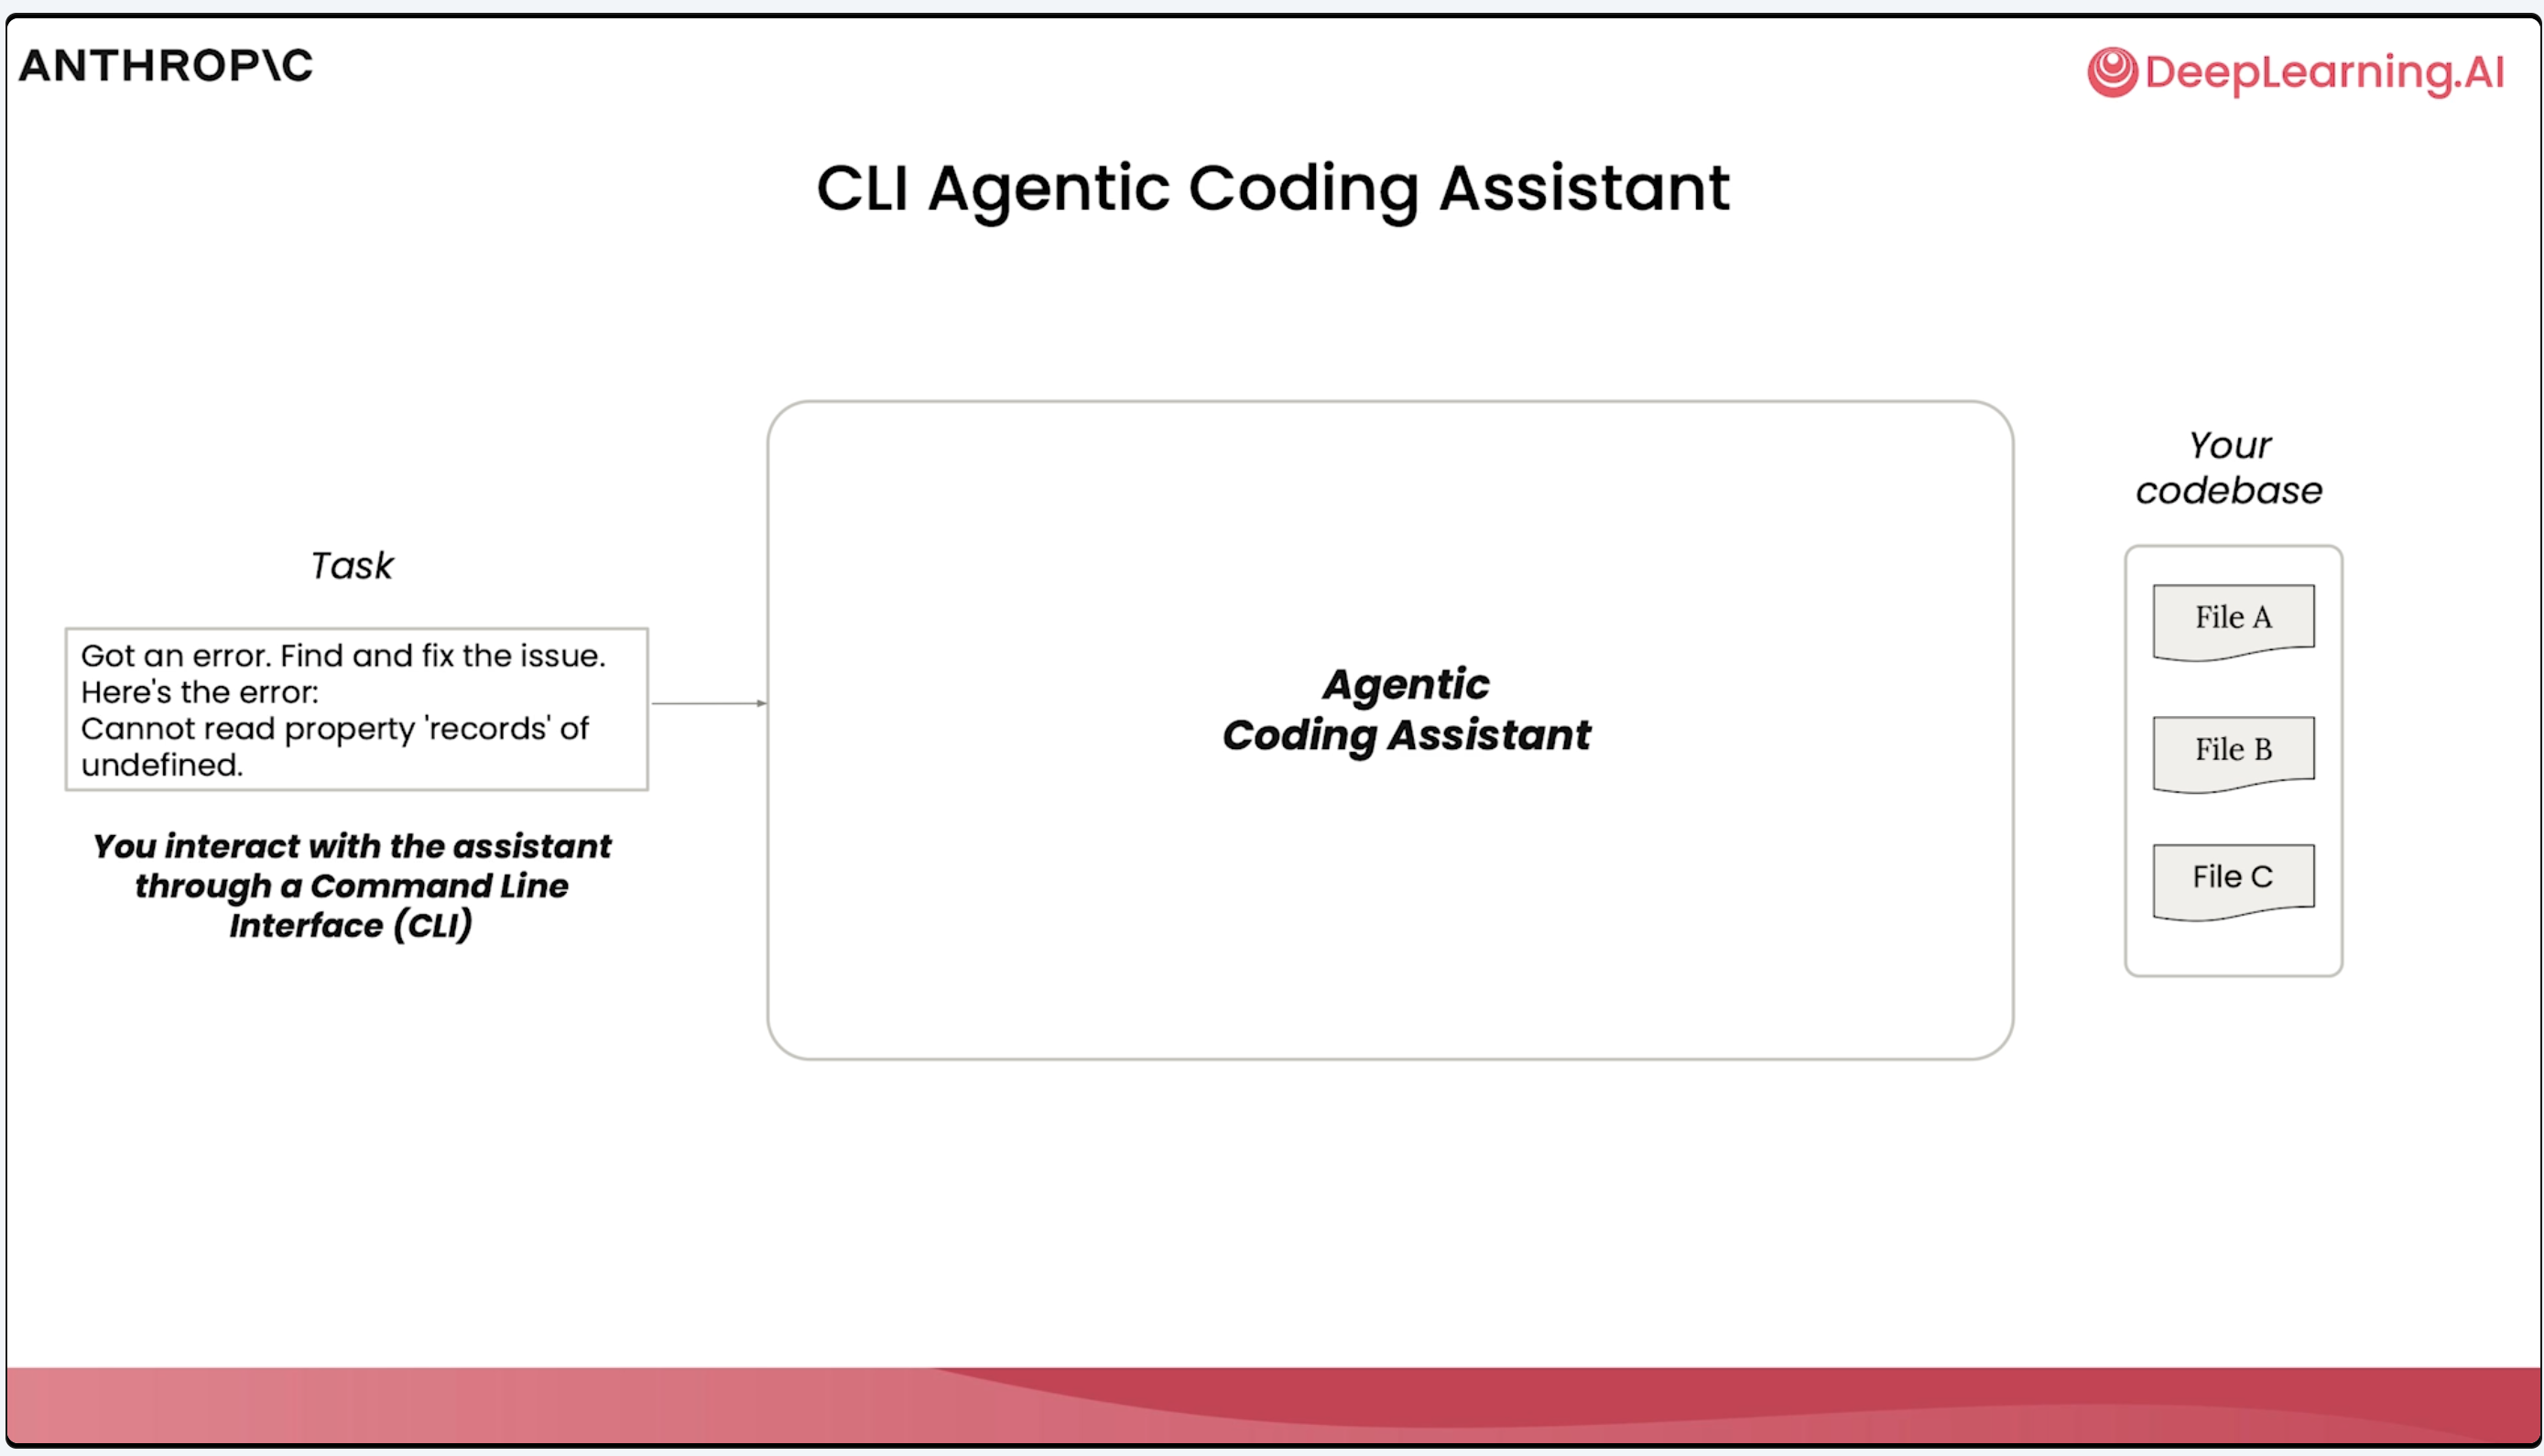 ANTHROP\C
DeepLearning.AI
CLI Agentic Coding Assistant
Task
Got an error. Find and fix the issue.
Here's the error:
Cannot read property 'records' of
undefined.
You interact with the assistant
through a Command Line
Interface (CLI)
Agentic
Coding Assistant
Your
codebase
File A
File B
File C